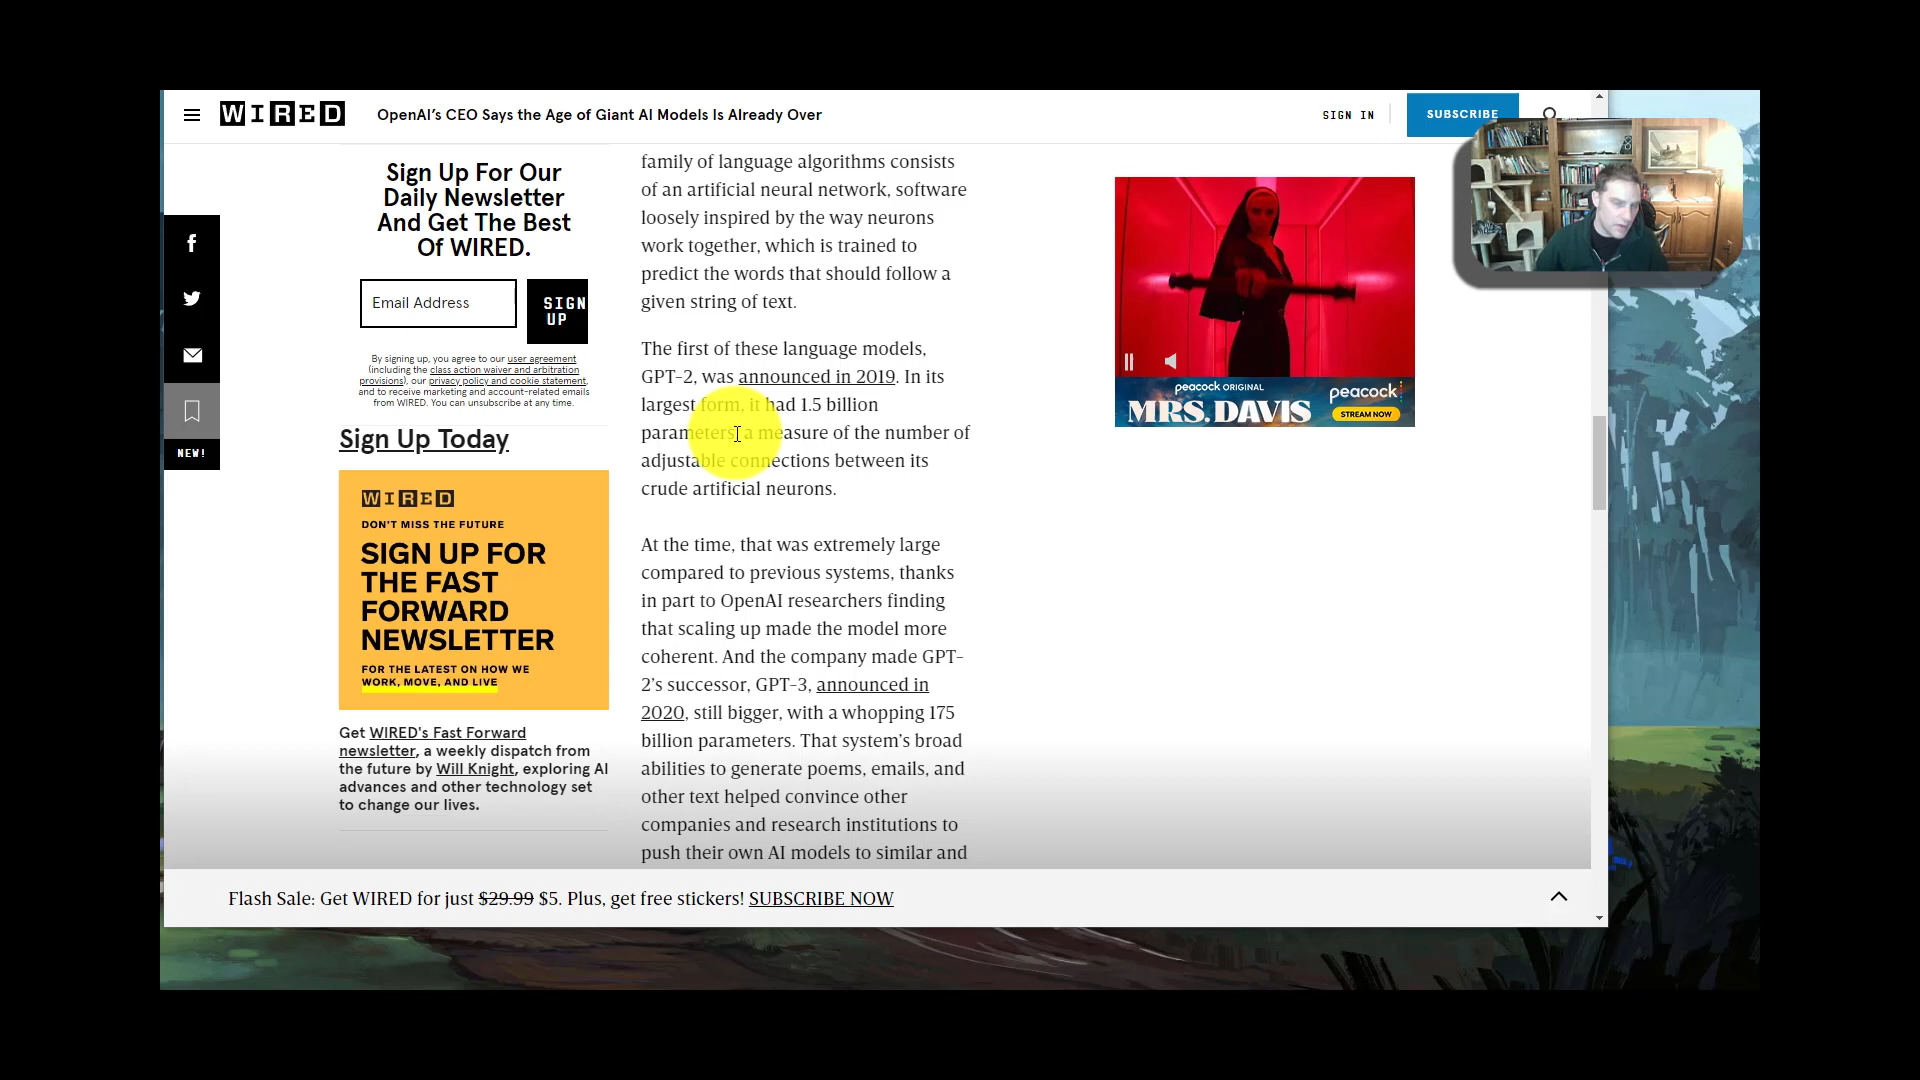 WIRED
OpenAI's CEO Says the Age of Giant AI Models Is Already Over
SIGN IN
SUBSCRIBE
Sign Up For Our
Daily Newsletter
And Get The Best
Of WIRED.
Email Address
SIGN
UP
By signing up, you agree to our user agreement
(including the class action waiver and arbitration
provisions), our privacy policy and cookie statement,
and to receive marketing and account-related emails
from WIRED. You can unsubscribe at any time.
NEW!
Sign Up Today
WIRED
DON'T MISS THE FUTURE
SIGN UP FOR
THE FAST
FORWARD
NEWSLETTER
FOR THE LATEST ON HOW WE
WORK, MOVE, AND LIVE
Get WIRED's Fast Forward
newsletter, a weekly dispatch from
the future by Will Knight, exploring AI
advances and other technology set
to change our lives.
family of language algorithms consists
of an artificial neural network, software
loosely inspired by the way neurons
work together, which is trained to
predict the words that should follow a
given string of text.
The first of these language models,
GPT-2, was announced in 2019. In its
largest form, it had 1.5 billion
parameters, a measure of the number of
adjustable connections between its
crude artificial neurons.
At the time, that was extremely large
compared to previous systems, thanks
in part to OpenAI researchers finding
that scaling up made the model more
coherent. And the company made GPT-
2's successor, GPT-3, announced in
2020, still bigger, with a whopping 175
billion parameters. That system's broad
abilities to generate poems, emails, and
other text helped convince other
companies and research institutions to
push their own AI models to similar and
peacock ORIGINAL
MRS. DAVIS
peacock
STREAM NOW
Flash Sale: Get WIRED for just $29.99 $5. Plus, get free stickers! SUBSCRIBE NOW